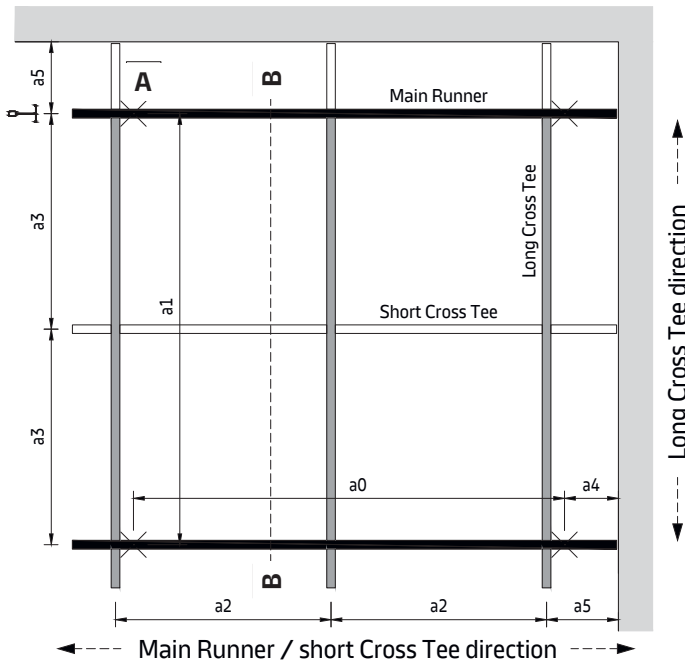 a5
A
B
Main Runner
a3
Long Cross Tee
a1
Short Cross Tee
a3
a0
a4
B
a2
a2
a5
Long Cross Tee direction
Main Runner / short Cross Tee direction